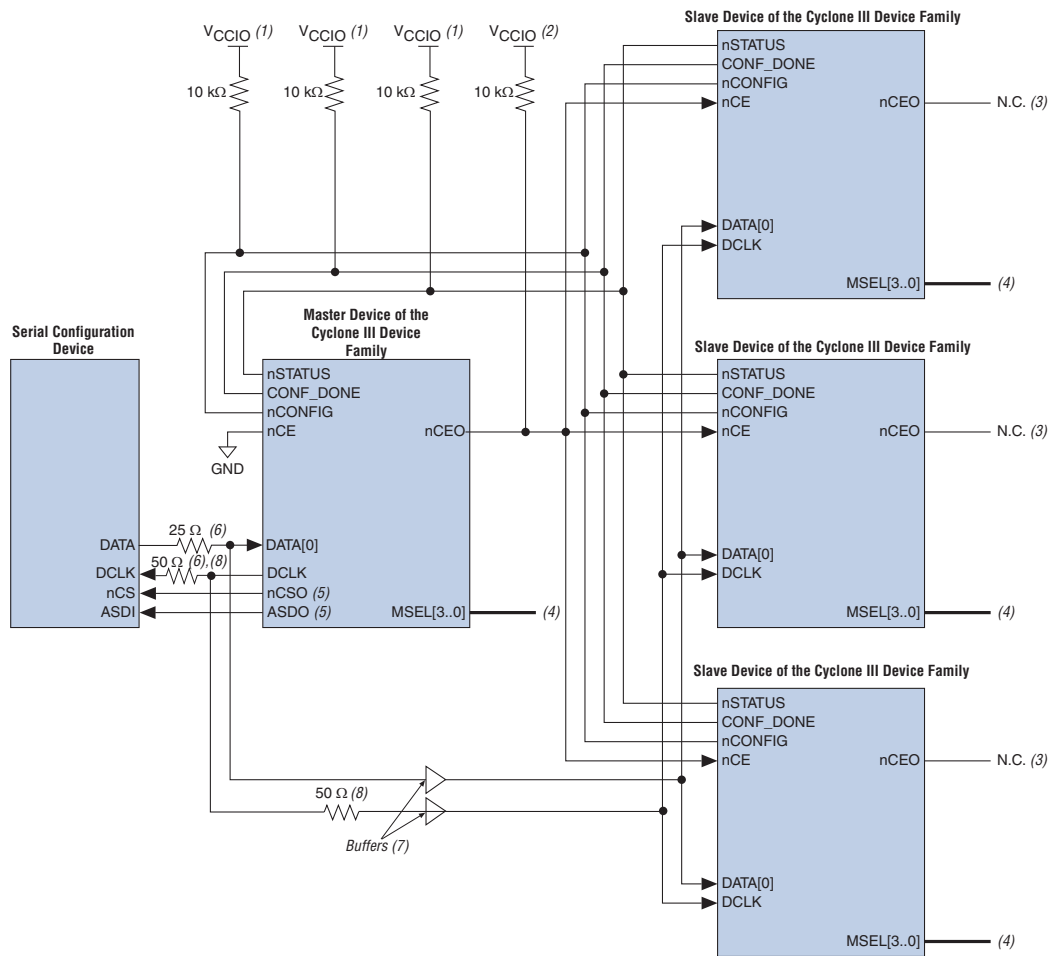 Slave Device of the Cyclone III Device Family
VCCIO (1) VCCIO (1) VCCIO (1) VCCIO (2)
10 kΩ 10 kΩ 10 kΩ 10 kΩ
nSTATUS
CONF_DONE
nCONFIG
nCE nCEO N.C. (3)
DATA[0]
DCLK
MSEL[3..0] (4)
Serial Configuration
Device
DATA
DCLK
nCS
ASDI
25 Ω (6)
50 Ω (6),(8)
Master Device of the
Cyclone III Device
Family
nSTATUS
CONF_DONE
nCONFIG
nCE nCEO
GND
DATA[0]
DCLK
nCSO (5)
ASDO (5) MSEL[3..0] (4)
Slave Device of the Cyclone III Device Family
nSTATUS
CONF_DONE
nCONFIG
nCE nCEO N.C. (3)
DATA[0]
DCLK
MSEL[3..0] (4)
50 Ω (8)
Buffers (7)
Slave Device of the Cyclone III Device Family
nSTATUS
CONF_DONE
nCONFIG
nCE nCEO N.C. (3)
DATA[0]
DCLK
MSEL[3..0] (4)